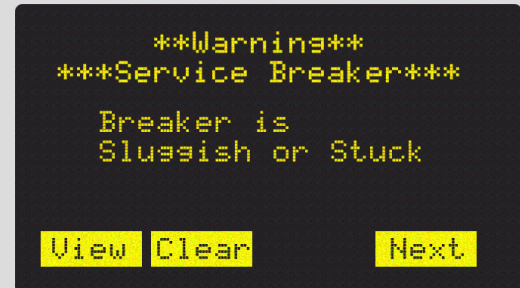 **Warning**
***Service Breaker***
Breaker is
Sluggish or Stuck
View Clear Next